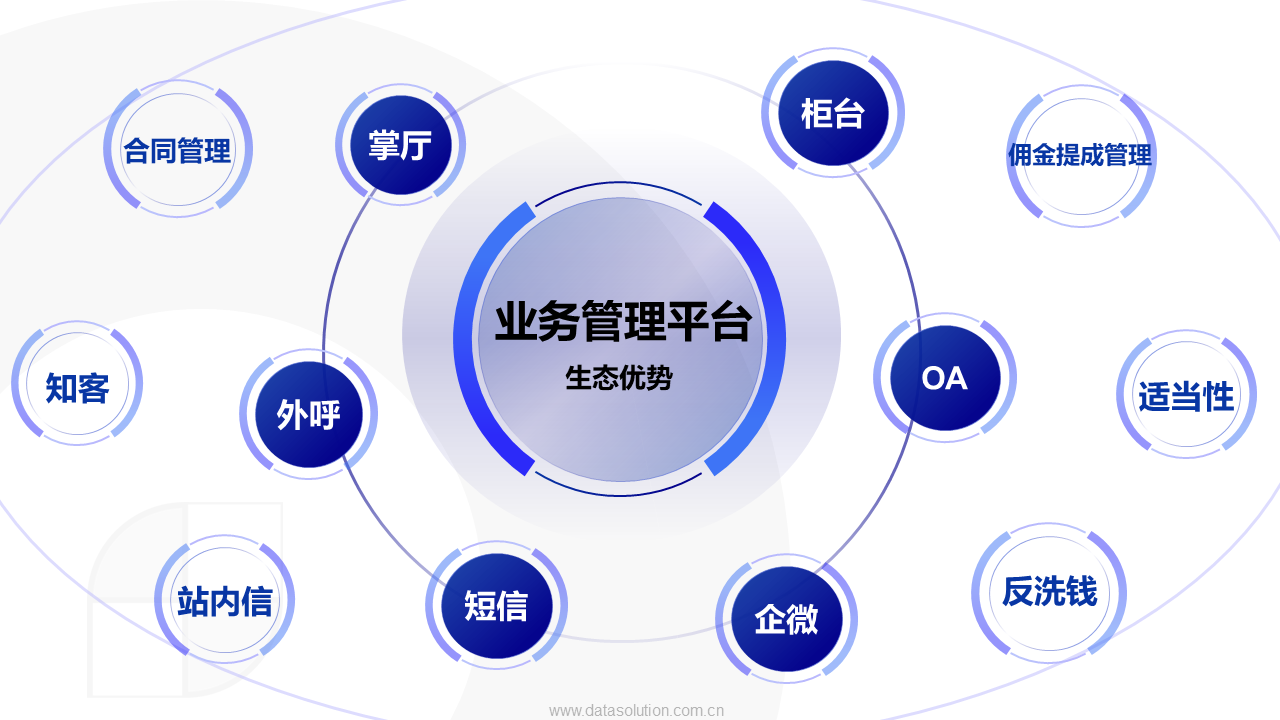 合同管理
掌厅
柜台
佣金提成管理
业务管理平台
生态优势
知客
外呼
OA
适当性
站内信
短信
企微
反洗钱
www.datasolution.com.cn